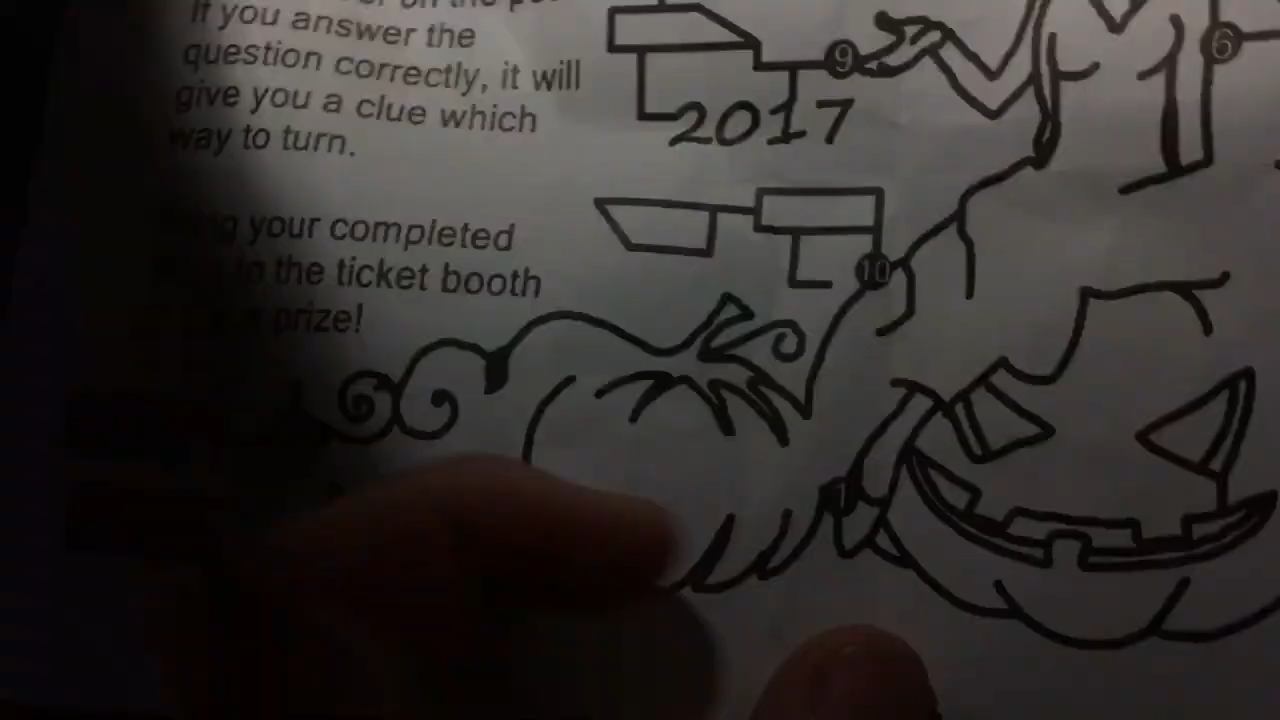 If you answer the
question correctly, it will
give you a clue which
way to turn.
your completed
to the ticket booth
prize!
9
6
2017
10